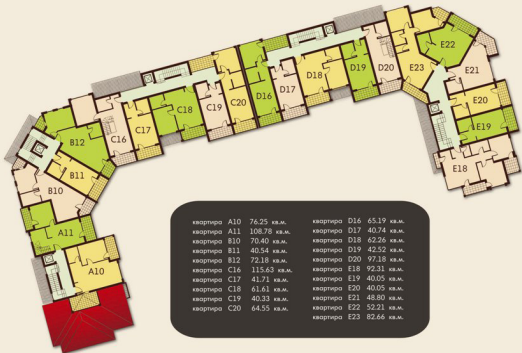 E22
E21
E23
D20
D19
E20
D18
E19
D17
D16
C20
C19
E18
C18
C17
C16
B12
B11
B10
A11
A10
квартира A10 76.25 кв.м.
квартира A11 108.78 кв.м.
квартира B10 70.40 кв.м.
квартира B11 40.54 кв.м.
квартира B12 72.18 кв.м.
квартира C16 115.63 кв.м.
квартира C17 41.71 кв.м.
квартира C18 61.61 кв.м.
квартира C19 40.33 кв.м.
квартира C20 64.55 кв.м.
квартира D16 65.19 кв.м.
квартира D17 40.74 кв.м.
квартира D18 62.26 кв.м.
квартира D19 42.52 кв.м.
квартира D20 97.18 кв.м.
квартира E18 92.31 кв.м.
квартира E19 40.05 кв.м.
квартира E20 40.05 кв.м.
квартира E21 48.80 кв.м.
квартира E22 52.21 кв.м.
квартира E23 82.66 кв.м.